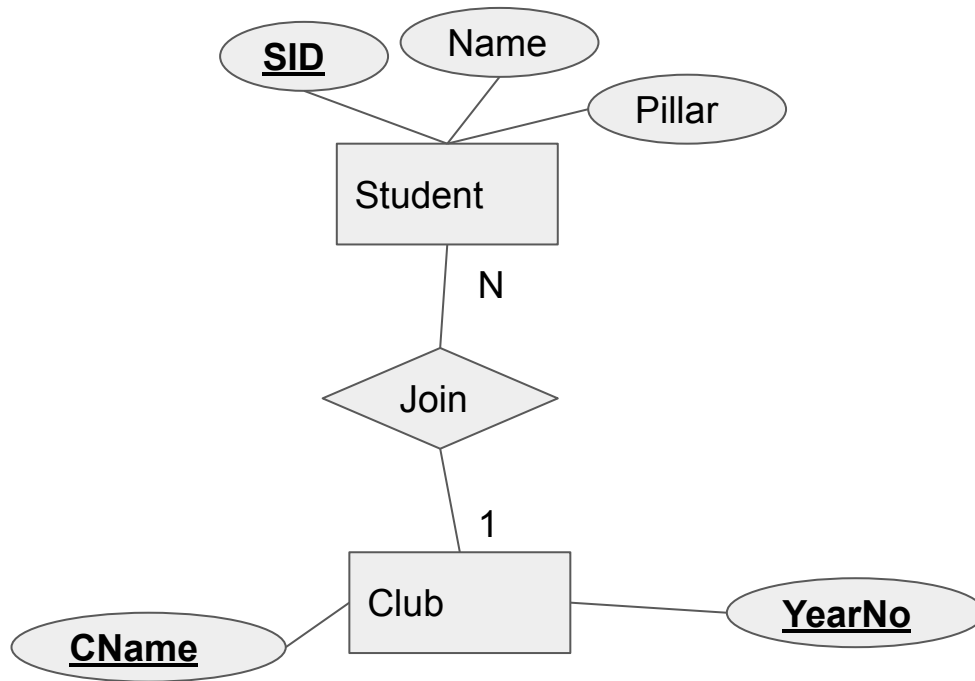 SID
Name
Pillar
Student
N
Join
1
Club
CName
YearNo